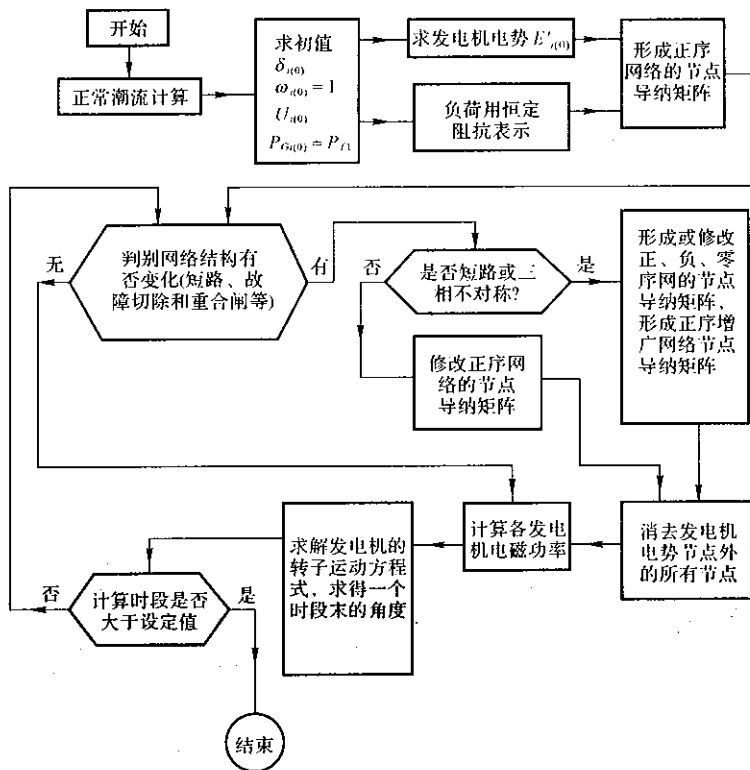 开始
正常潮流计算
求初值
δᵢ₍₀₎
ωᵢ₍₀₎＝1
Uᵢ₍₀₎
P_{Gi(0)}＝P_{f1}
求发电机电势E′ᵢ₍₀₎
负荷用恒定
阻抗表示
形成正序
网络的节点
导纳矩阵
判别网络结构有
否变化(短路、故
障切除和重合闸等)
无
有
是否短路或三
相不对称?
否
是
形成或修改
正、负、零
序网的节点
导纳矩阵，
形成正序增
广网络节点
导纳矩阵
修改正序网
络的节点
导纳矩阵
消去发电机
电势节点外
的所有节点
计算各发电
机电磁功率
求解发电机的
转子运动方程
式，求得一个
时段末的角度
计算时段是否
大于设定值
否
是
结束